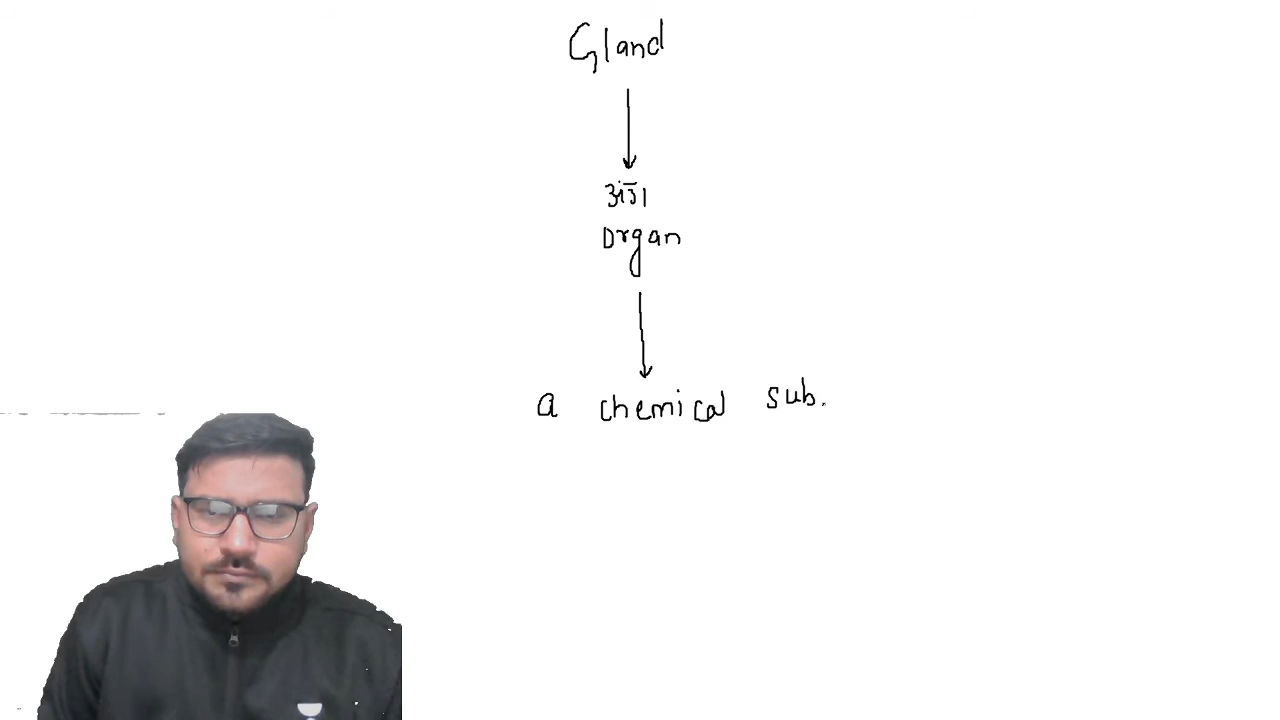 Gland
अंग
Organ
a chemical sub.